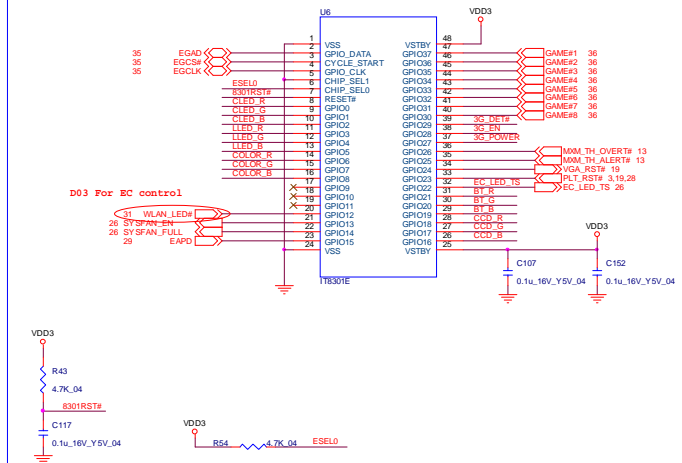 U6
VDD3
1 VSS VSTBY 48
35 EGAD 2 GPIO_DATA GPIO37 47 GAME#1 36
35 EGCS# 3 CYCLE_START GPIO36 46 GAME#2 36
35 EGCLK 4 GPIO_CLK GPIO35 45 GAME#3 36
5 CHIP_SEL1 GPIO34 44 GAME#4 36
ESEL0 6 CHIP_SEL0 GPIO33 43 GAME#5 36
8301RST# 7 RESET# GPIO32 42 GAME#6 36
CLED_R 8 GPIO0 GPIO31 41 GAME#7 36
CLED_G 9 GPIO1 GPIO30 40 GAME#8 36
CLED_B 10 GPIO2 GPIO29 39 3G_DET#
LLED_R 11 GPIO3 GPIO28 38 3G_EN
LLED_G 12 GPIO4 GPIO27 37 3G_POWER
LLED_B 13 GPIO5 GPIO26 36 MXM_TH_OVERT# 13
COLOR_R 14 GPIO6 GPIO25 35 MXM_TH_ALERT# 13
COLOR_G 15 GPIO7 GPIO24 34 VGA_RST# 19
COLOR_B 16 GPIO8 GPIO23 33 PLT_RST# 3,19,28
17 GPIO9 GPIO22 32 EC_LED_TS EC_LED_TS 26
18 GPIO10 GPIO21 31 BT_R
D03 For EC control
19 GPIO11 GPIO20 30 BT_G
31 WLAN_LED# 20 GPIO12 GPIO19 29 BT_B
26 SYSFAN_EN 21 GPIO13 GPIO18 28 CCD_R
26 SYSFAN_FULL 22 GPIO14 GPIO17 27 CCD_G
29 EAPD 23 GPIO15 GPIO16 26 CCD_B
24 VSS VSTBY 25
VDD3
IT8301E
C107
0.1u_16V_Y5V_04
C152
0.1u_16V_Y5V_04
VDD3
R43
4.7K_04
8301RST#
C117
0.1u_16V_Y5V_04
VDD3
R54 4.7K_04 ESEL0